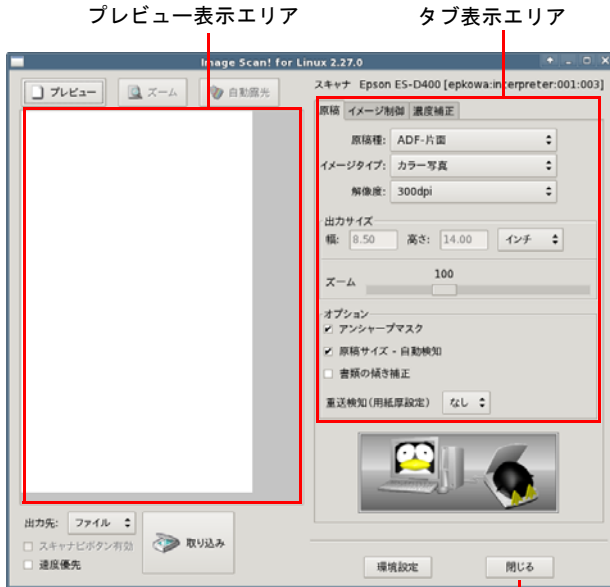 プレビュー表示エリア
タブ表示エリア
Image Scan! for Linux 2.27.0
プレビュー
ズーム
自動露光
スキャナ Epson ES-D400 [epkowa:interpreter:001:003]
原稿 イメージ制御 濃度補正
原稿種: ADF-片面
イメージタイプ: カラー写真
解像度: 300dpi
出力サイズ
幅: 8.50 高さ: 14.00 インチ
ズーム 100
オプション
アンシャープマスク
原稿サイズ - 自動検知
書類の傾き補正
重送検知(用紙厚設定) なし
出力先: ファイル
スキャナピボタン有効
速度優先
取り込み
環境設定
閉じる